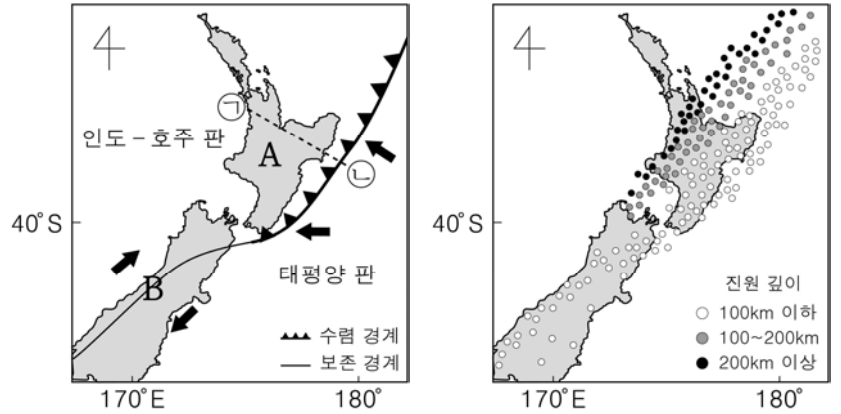 ㉠
인도 – 호주 판
A
㉡
40˚S
태평양 판
B
수렴 경계
보존 경계
170˚E
180˚
40˚S
진원 깊이
100km 이하
100~200km
200km 이상
170˚E
180˚